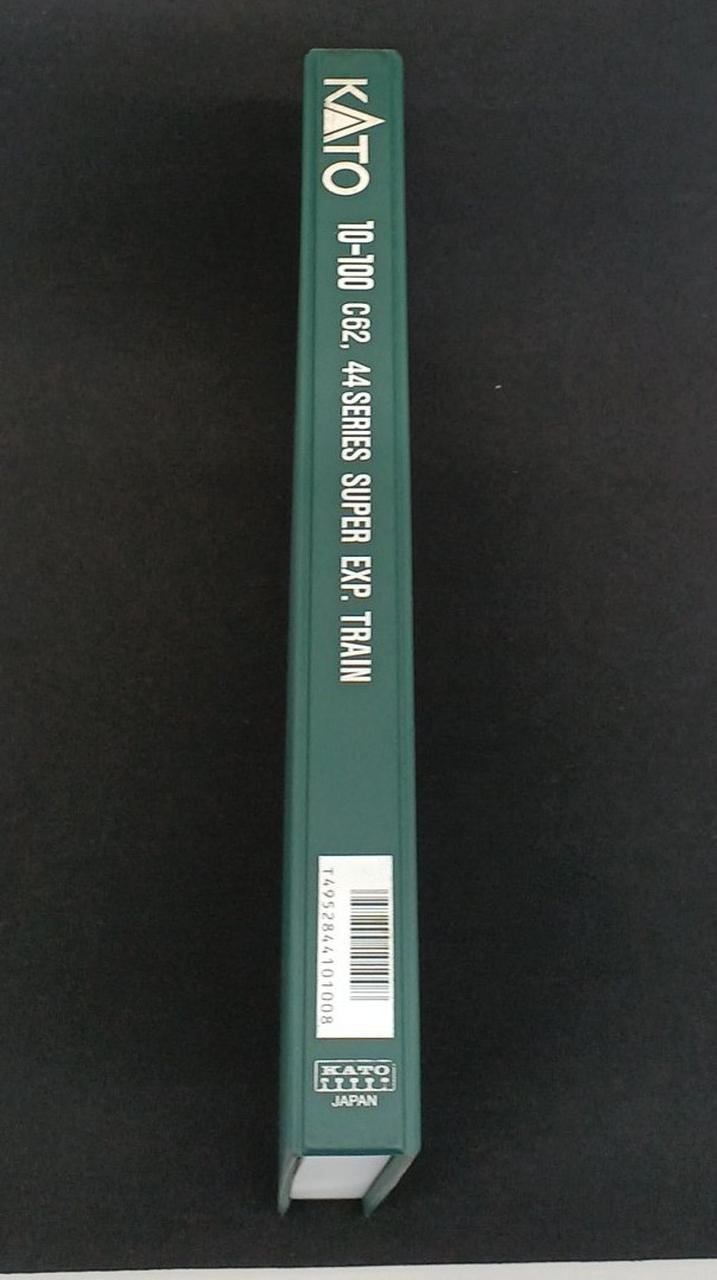 KATO 10-100 C62, 44 SERIES SUPER EXP. TRAIN
T4952844101008
KATO
JAPAN